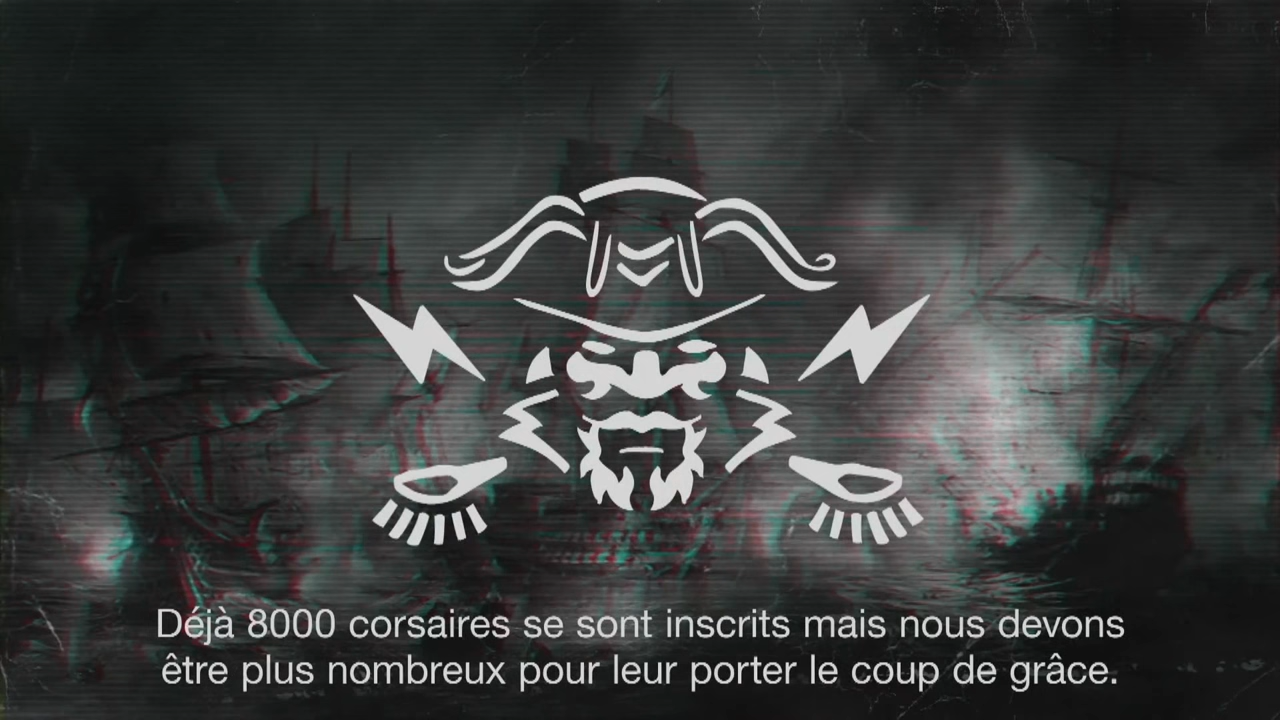 Déjà 8000 corsaires se sont inscrits mais nous devons
être plus nombreux pour leur porter le coup de grâce.